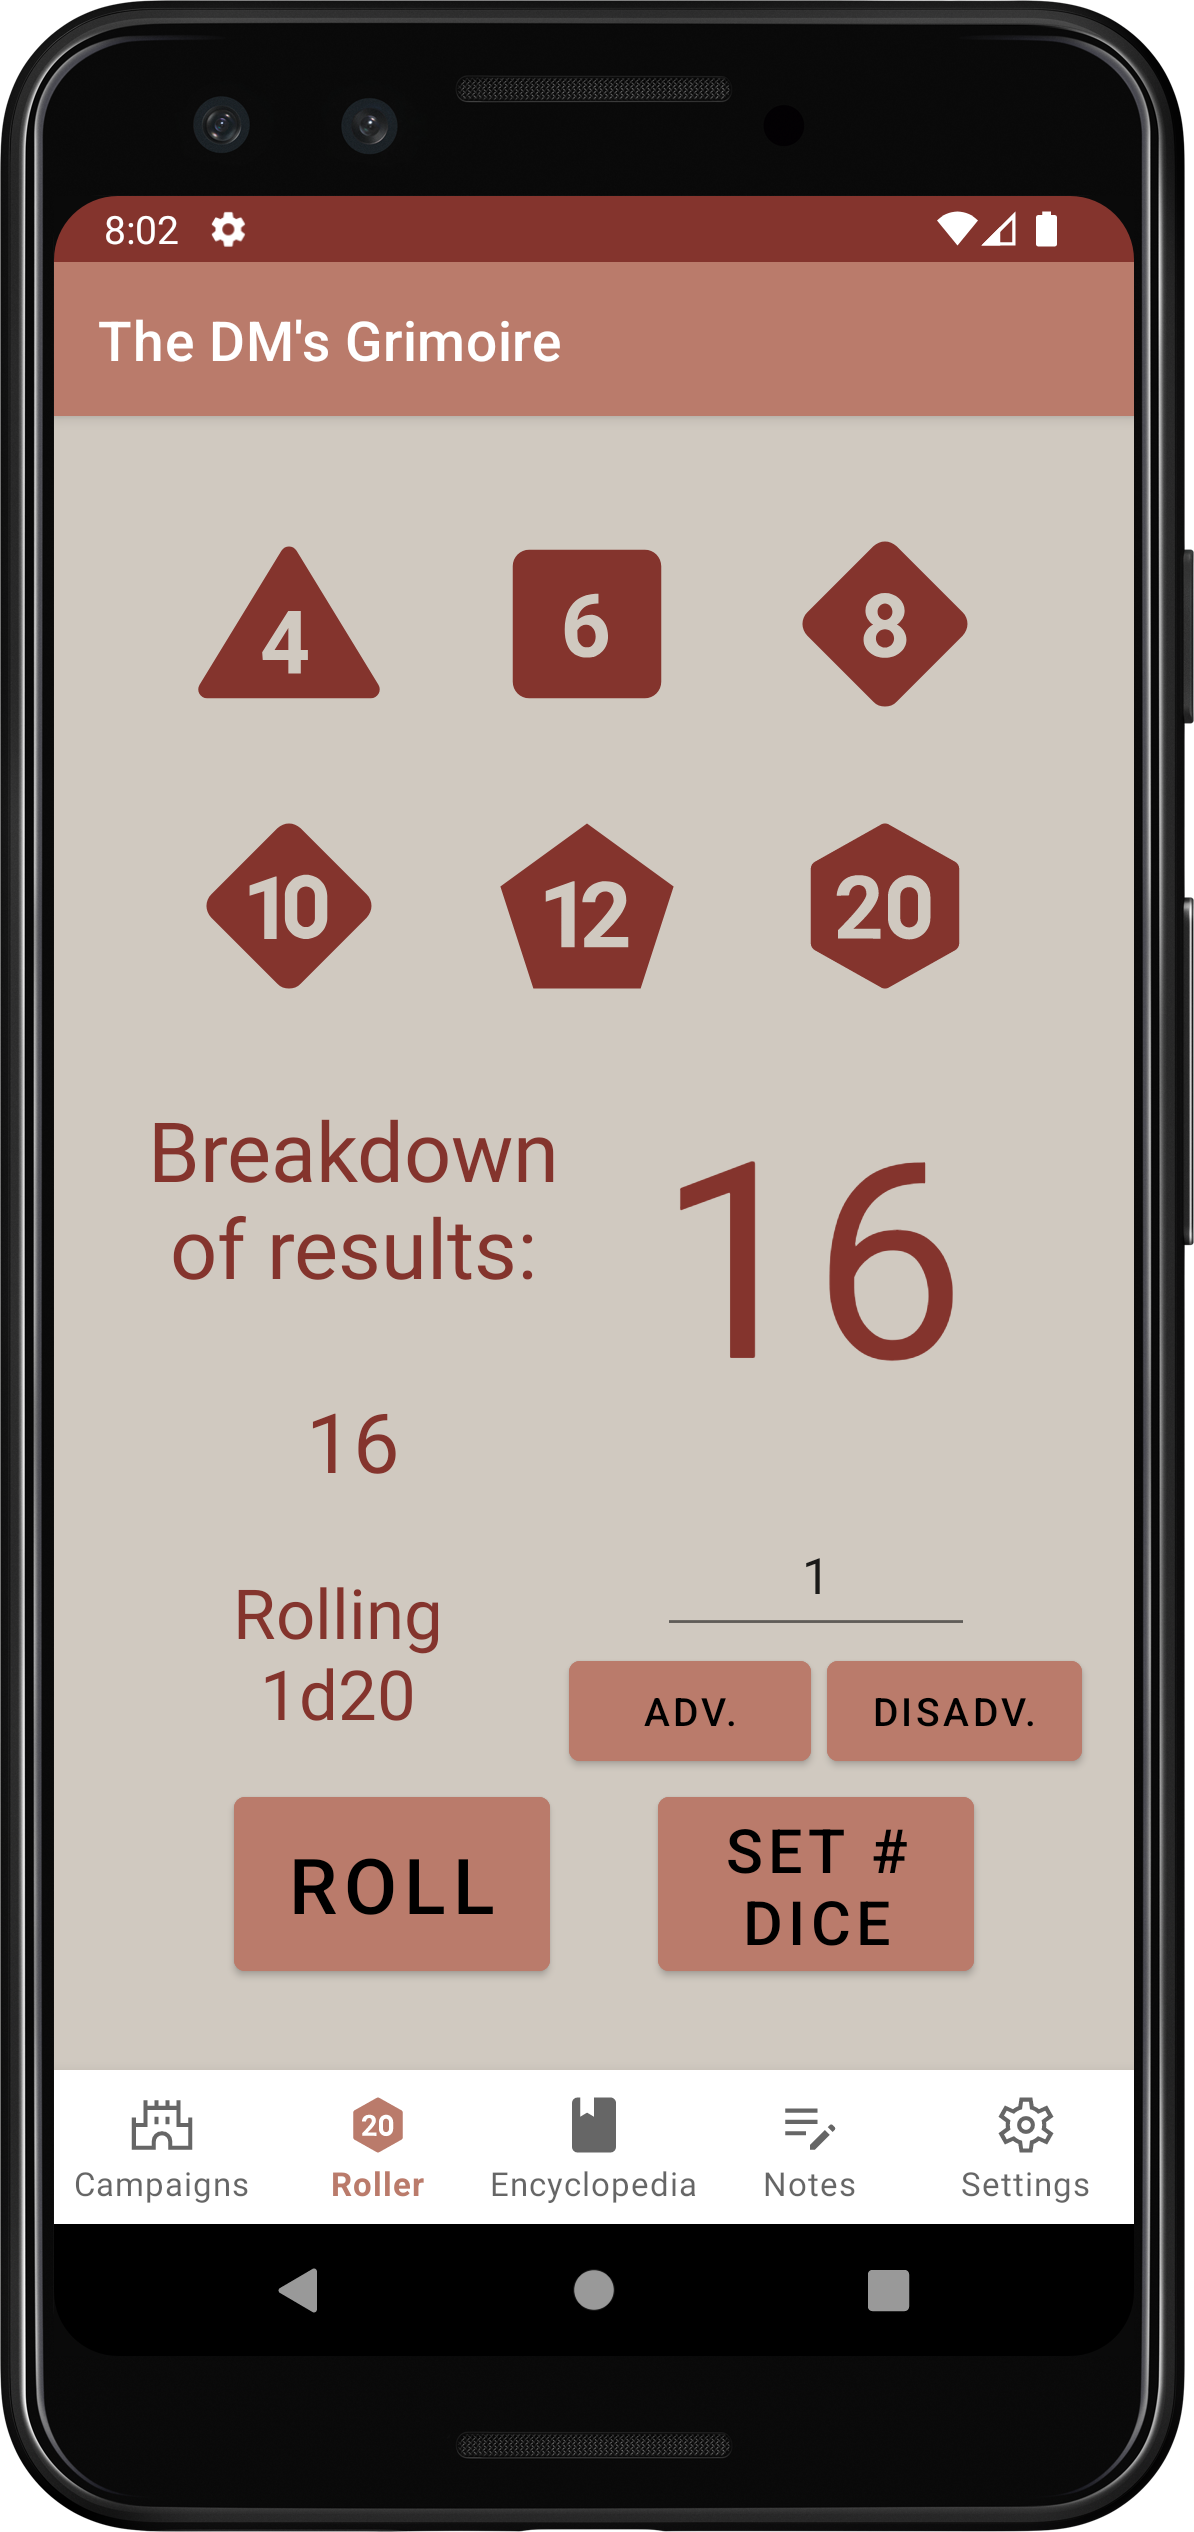 8:02
The DM's Grimoire
4 6 8
10 12 20
Breakdown
of results:
16
16
1
Rolling
1d20
ADV. DISADV.
ROLL
SET #
DICE
20
Campaigns Roller Encyclopedia Notes Settings